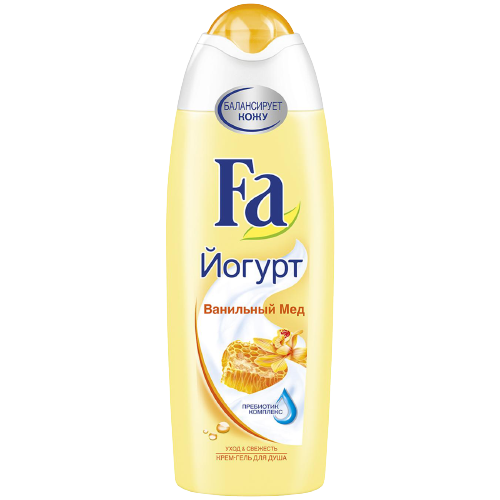 БАЛАНСИРУЕТ
КОЖУ
Fa
Йогурт
Ванильный Мед
ПРЕБИОТИК
КОМПЛЕКС
УХОД & СВЕЖЕСТЬ
КРЕМ-ГЕЛЬ ДЛЯ ДУША